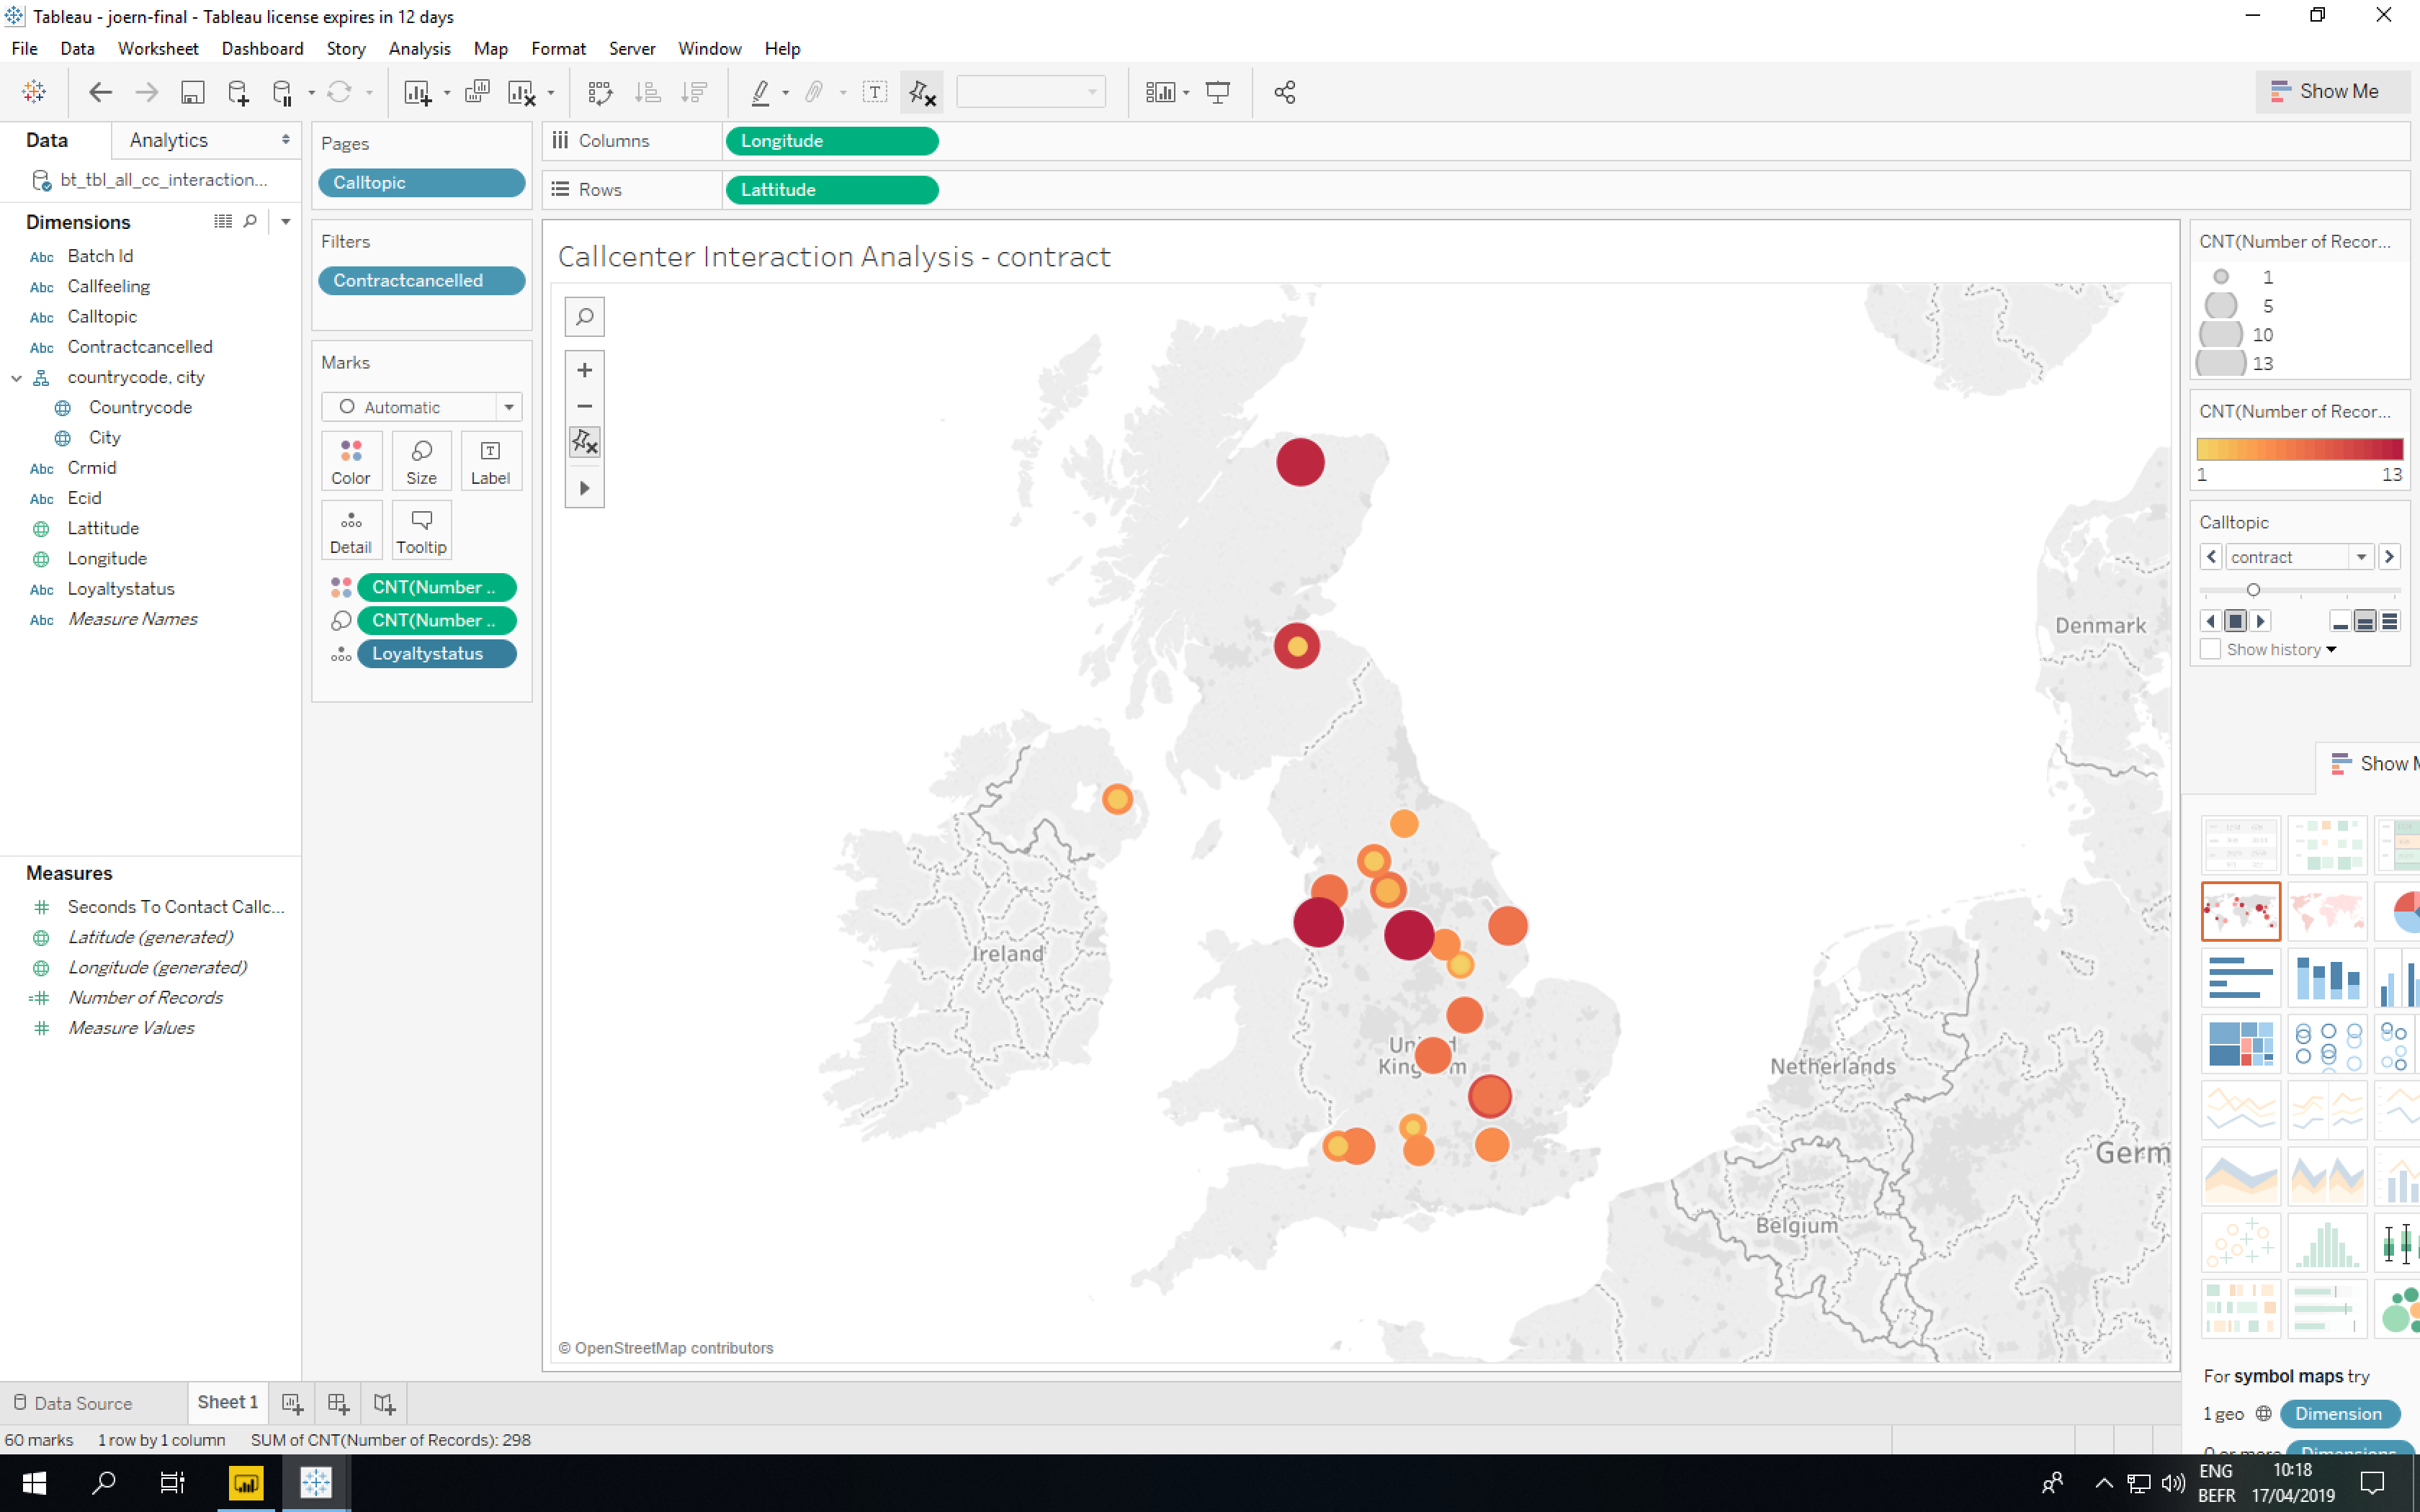 Tableau - joern-final - Tableau license expires in 12 days
File Data Worksheet Dashboard Story Analysis Map Format Server Window Help
T
Show Me
Data Analytics
bt_tbl_all_cc_interaction...
Dimensions
Abc Batch Id
Abc Callfeeling
Abc Calltopic
Abc Contractcancelled
countrycode, city
Countrycode
City
Abc Crmid
Abc Ecid
Lattitude
Longitude
Abc Loyaltystatus
Abc Measure Names
Measures
# Seconds To Contact Callc...
Latitude (generated)
Longitude (generated)
=# Number of Records
# Measure Values
Pages
Calltopic
Filters
Contractcancelled
Marks
Automatic
Color Size Label
Detail Tooltip
CNT(Number ..
CNT(Number ..
Loyaltystatus
Columns Longitude
Rows Lattitude
Callcenter Interaction Analysis - contract
Denmark
Ireland
Netherlands
Germ
Belgium
© OpenStreetMap contributors
CNT(Number of Recor...
1
5
10
13
CNT(Number of Recor...
1 13
Calltopic
contract
Show history
Show M
For symbol maps try
1 geo Dimension
0 or more Dimensions
Data Source Sheet 1
60 marks 1 row by 1 column SUM of CNT(Number of Records): 298
ENG 10:18
BEFR 17/04/2019